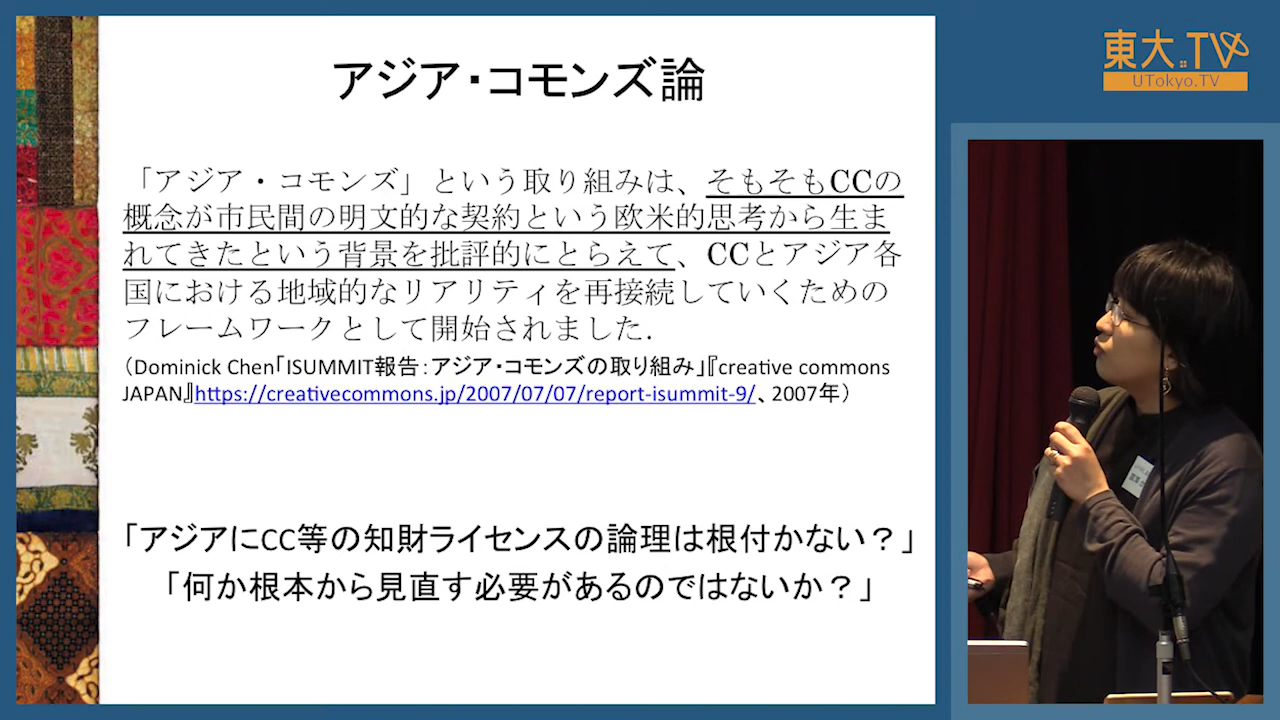 アジア・コモンズ論
「アジア・コモンズ」という取り組みは、そもそもCCの
概念が市民間の明文的な契約という欧米的思考から生ま
れてきたという背景を批評的にとらえて、CCとアジア各
国における地域的なリアリティを再接続していくための
フレームワークとして開始されました.
（Dominick Chen「ISUMMIT報告：アジア・コモンズの取り組み」『creative commons
JAPAN』https://creativecommons.jp/2007/07/07/report-isummit-9/、2007年）
「アジアにCC等の知財ライセンスの論理は根付かない？」
「何か根本から見直す必要があるのではないか？」
東大.TV
UTokyo.TV